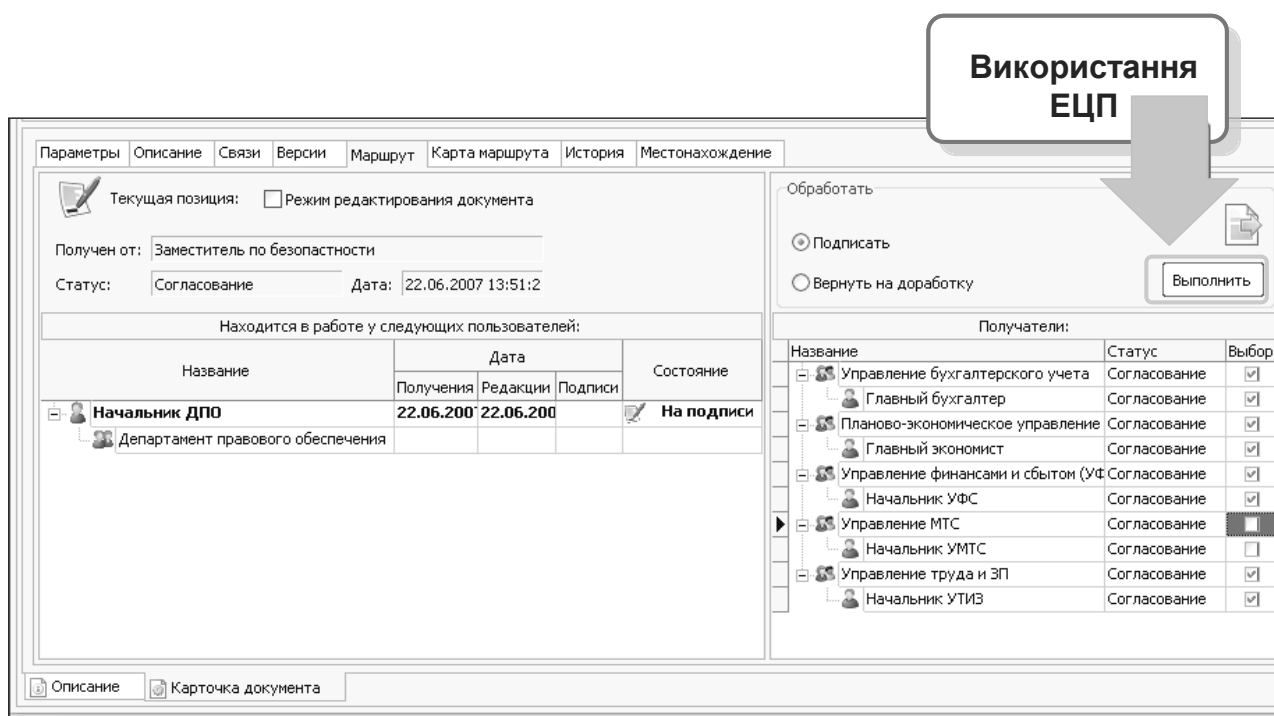 Використання
ЕЦП
Параметры Описание Связи Версии Маршрут Карта маршрута История Местонахождение
Текущая позиция: Режим редактирования документа
Получен от: Заместитель по безопастности
Статус: Согласование Дата: 22.06.2007 13:51:2
Обработать
Подписать
Вернуть на доработку
Выполнить
Находится в работе у следующих пользователей:
Название Дата Состояние
Получения Редакции Подписи
Начальник ДПО 22.06.200 22.06.200 На подписи
Департамент правового обеспечения
Получатели:
Название Статус Выбор
Управление бухгалтерского учета Согласование
Главный бухгалтер Согласование
Планово-экономическое управление Согласование
Главный экономист Согласование
Управление финансами и сбытом (УФ Согласование
Начальник УФС Согласование
Управление МТС Согласование
Начальник УМТС Согласование
Управление труда и ЗП Согласование
Начальник УТИЗ Согласование
Описание Карточка документа